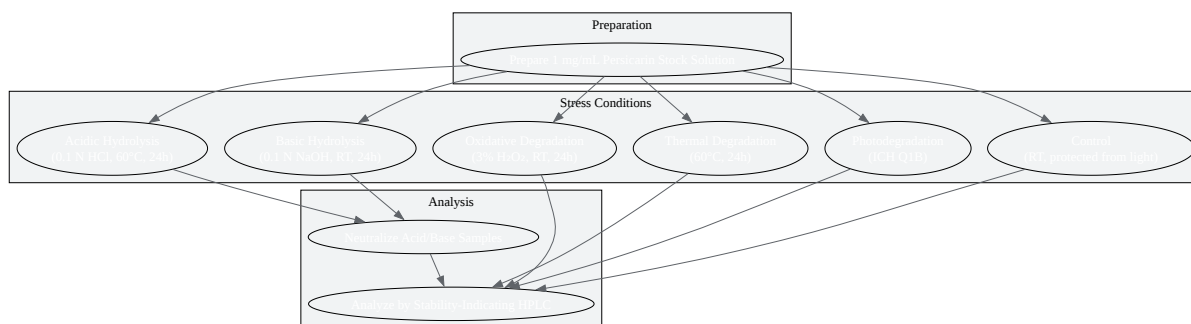 Preparation
Prepare 1 mg/mL Persicarin Stock Solution
Stress Conditions
Acidic Hydrolysis
(0.1 N HCl, 60°C, 24h)
Basic Hydrolysis
(0.1 N NaOH, RT, 24h)
Oxidative Degradation
(3% H₂O₂, RT, 24h)
Thermal Degradation
(60°C, 24h)
Photodegradation
(ICH Q1B)
Control
(RT, protected from light)
Analysis
Neutralize Acid/Base Samples
Analyze by Stability-Indicating HPLC